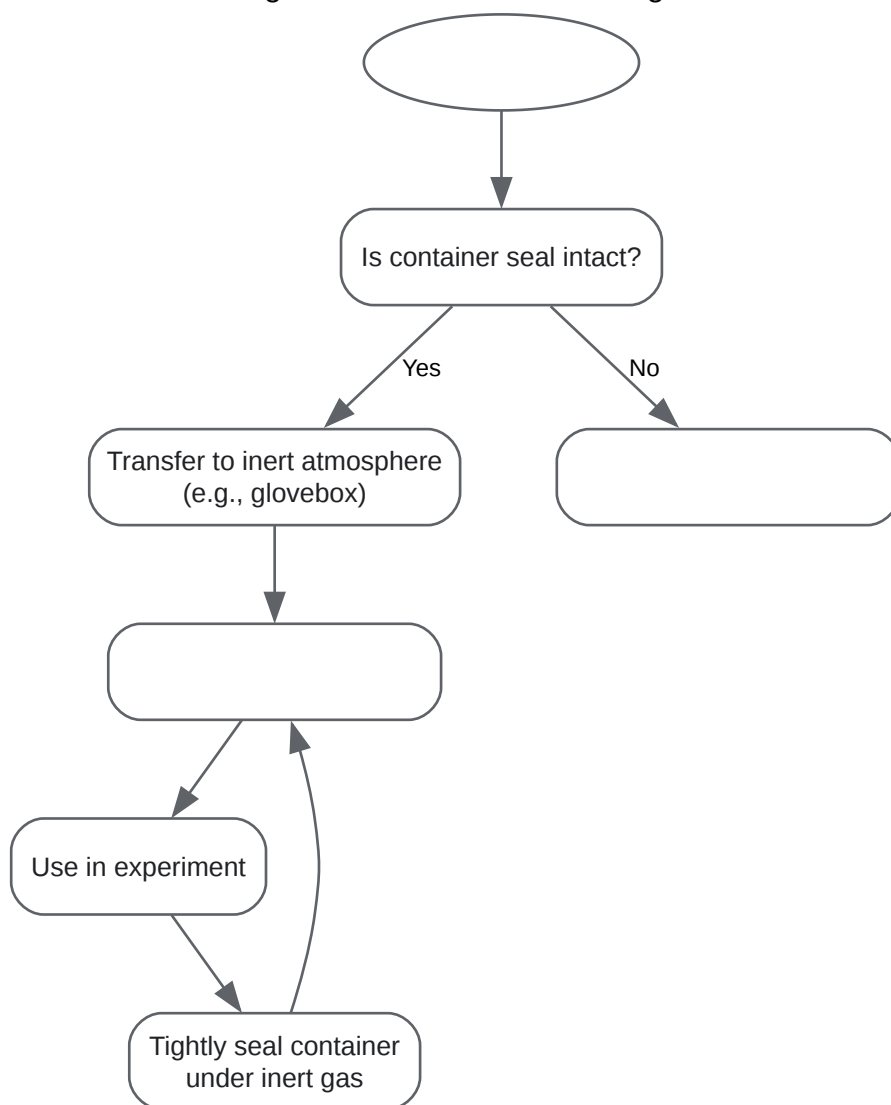 Is container seal intact?
Yes
No
Transfer to inert atmosphere
(e.g., glovebox)
Use in experiment
Tightly seal container
under inert gas